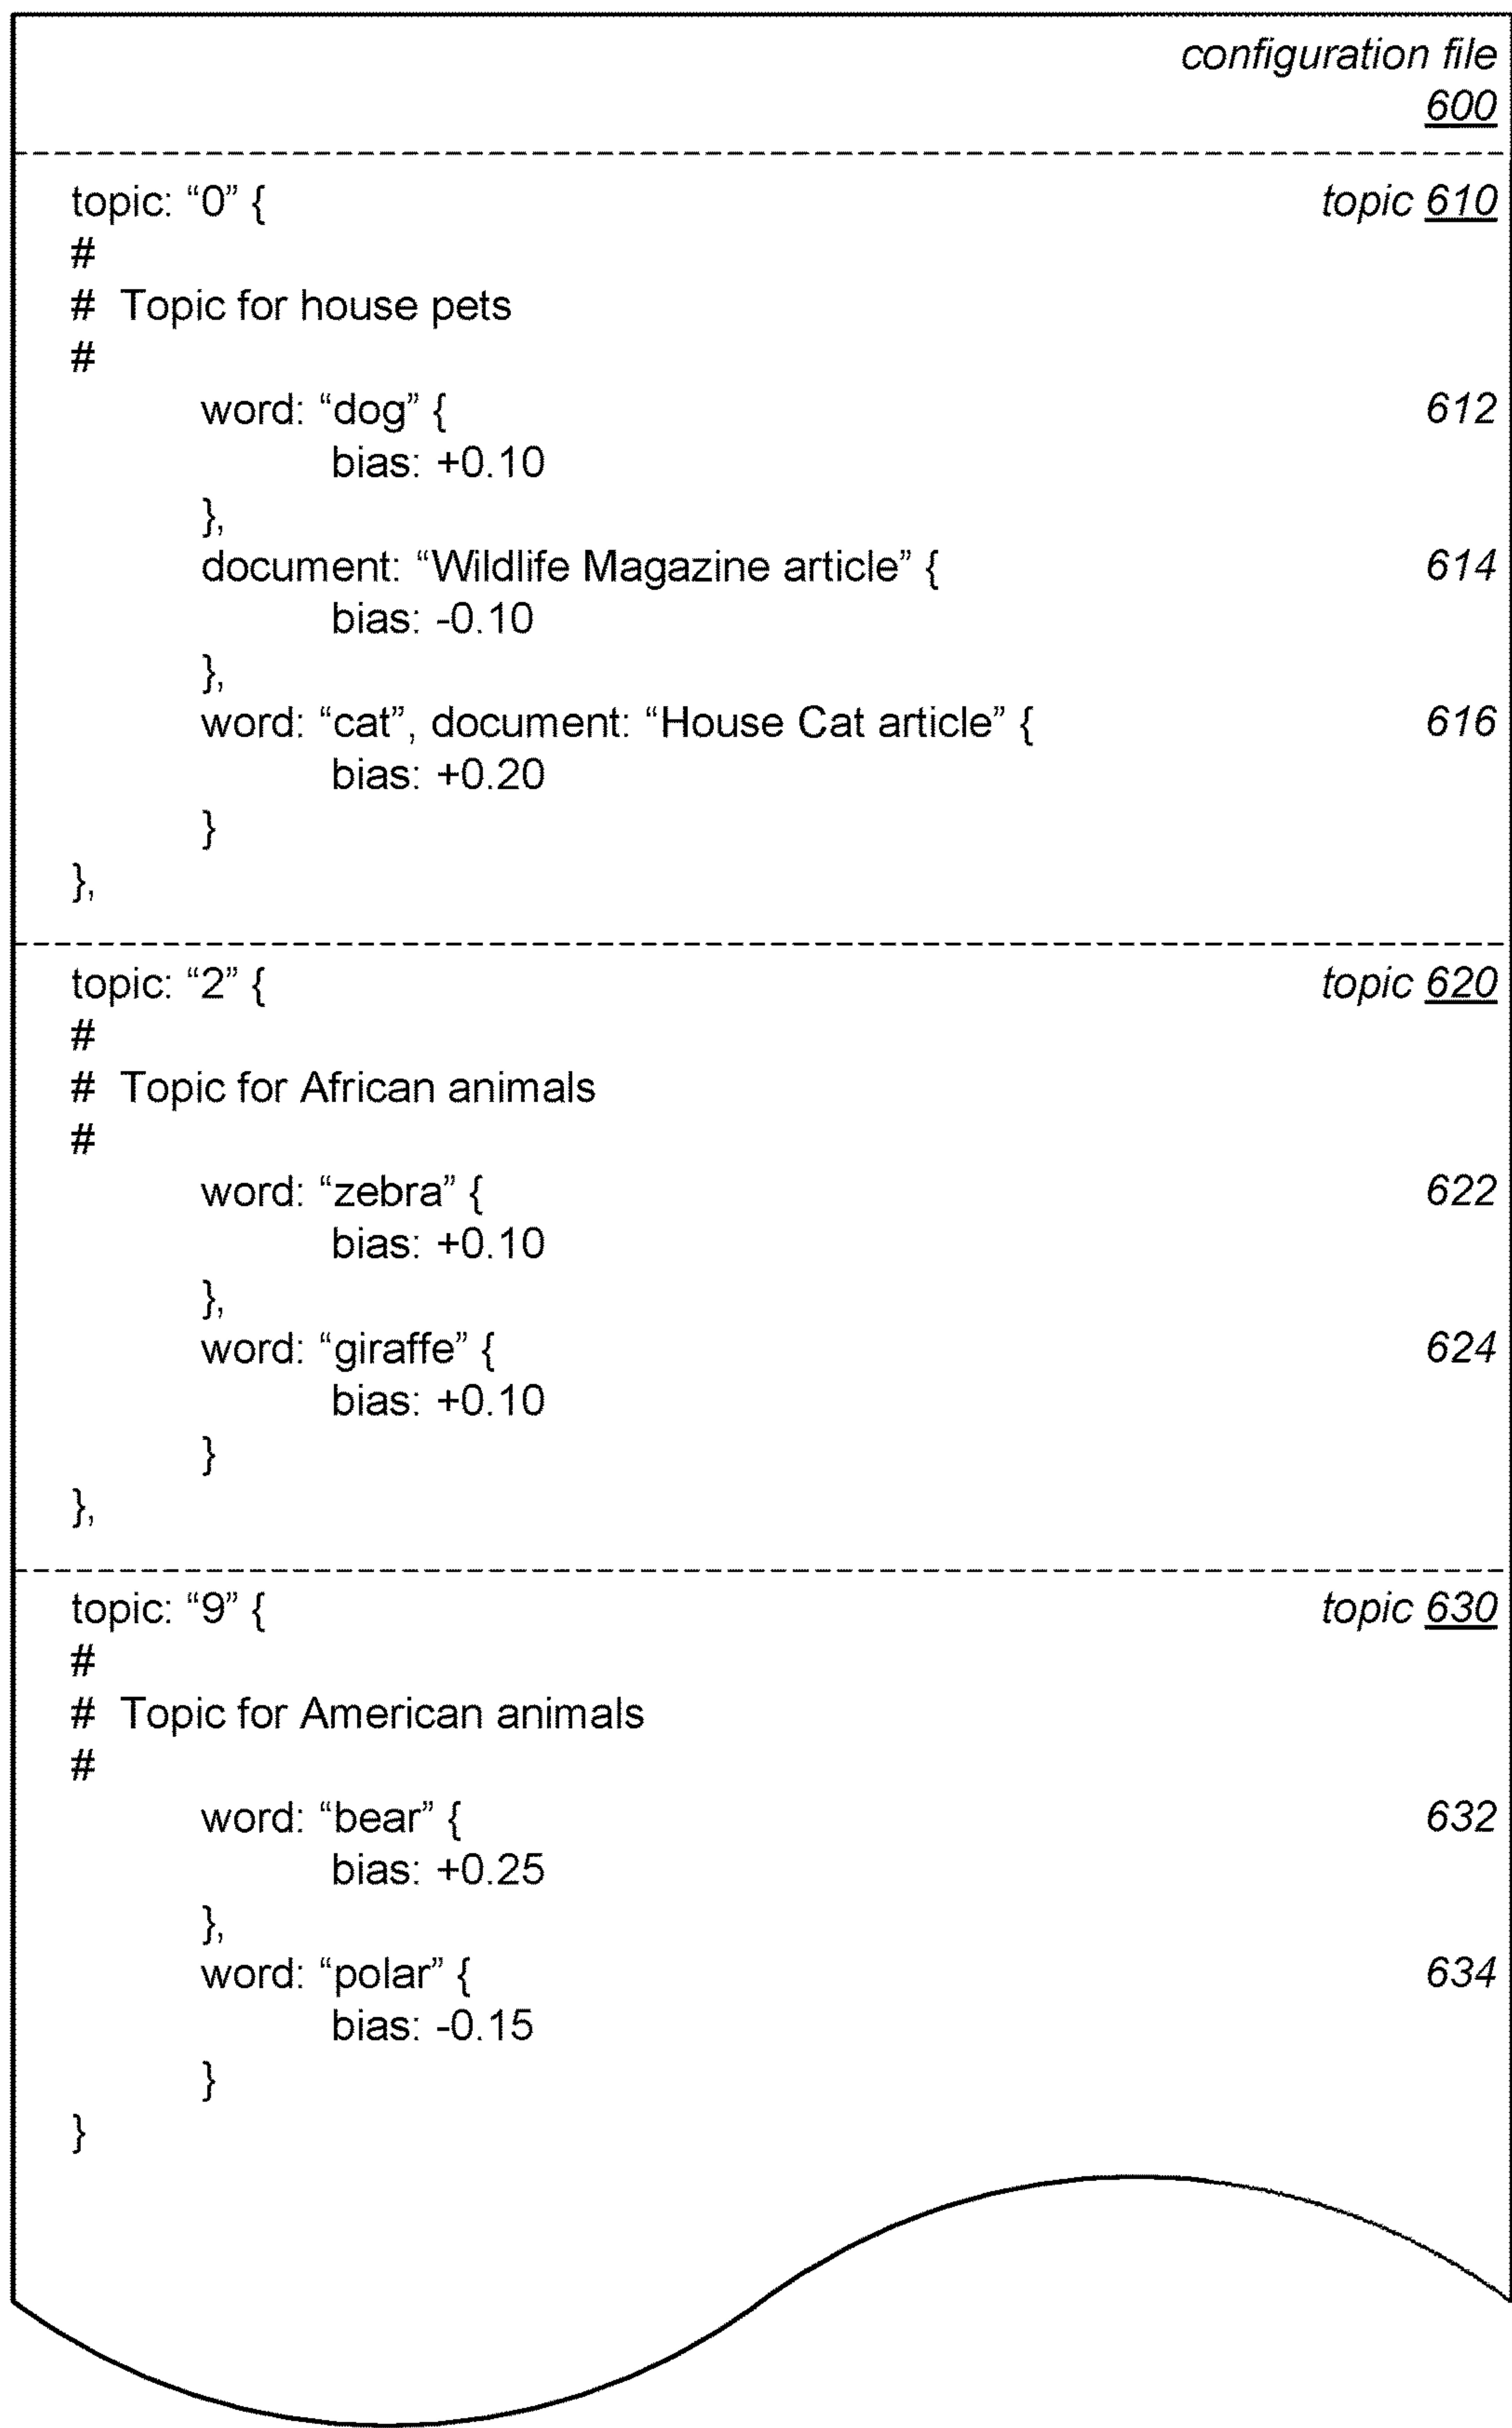 configuration file
600
topic: “0” { topic 610
#
# Topic for house pets
#
word: “dog” { 612
bias: +0.10
},
document: “Wildlife Magazine article” { 614
bias: -0.10
},
word: “cat”, document: “House Cat article” { 616
bias: +0.20
}
},
topic: “2” { topic 620
#
# Topic for African animals
#
word: “zebra” { 622
bias: +0.10
},
word: “giraffe” { 624
bias: +0.10
}
},
topic: “9” { topic 630
#
# Topic for American animals
#
word: “bear” { 632
bias: +0.25
},
word: “polar” { 634
bias: -0.15
}
}